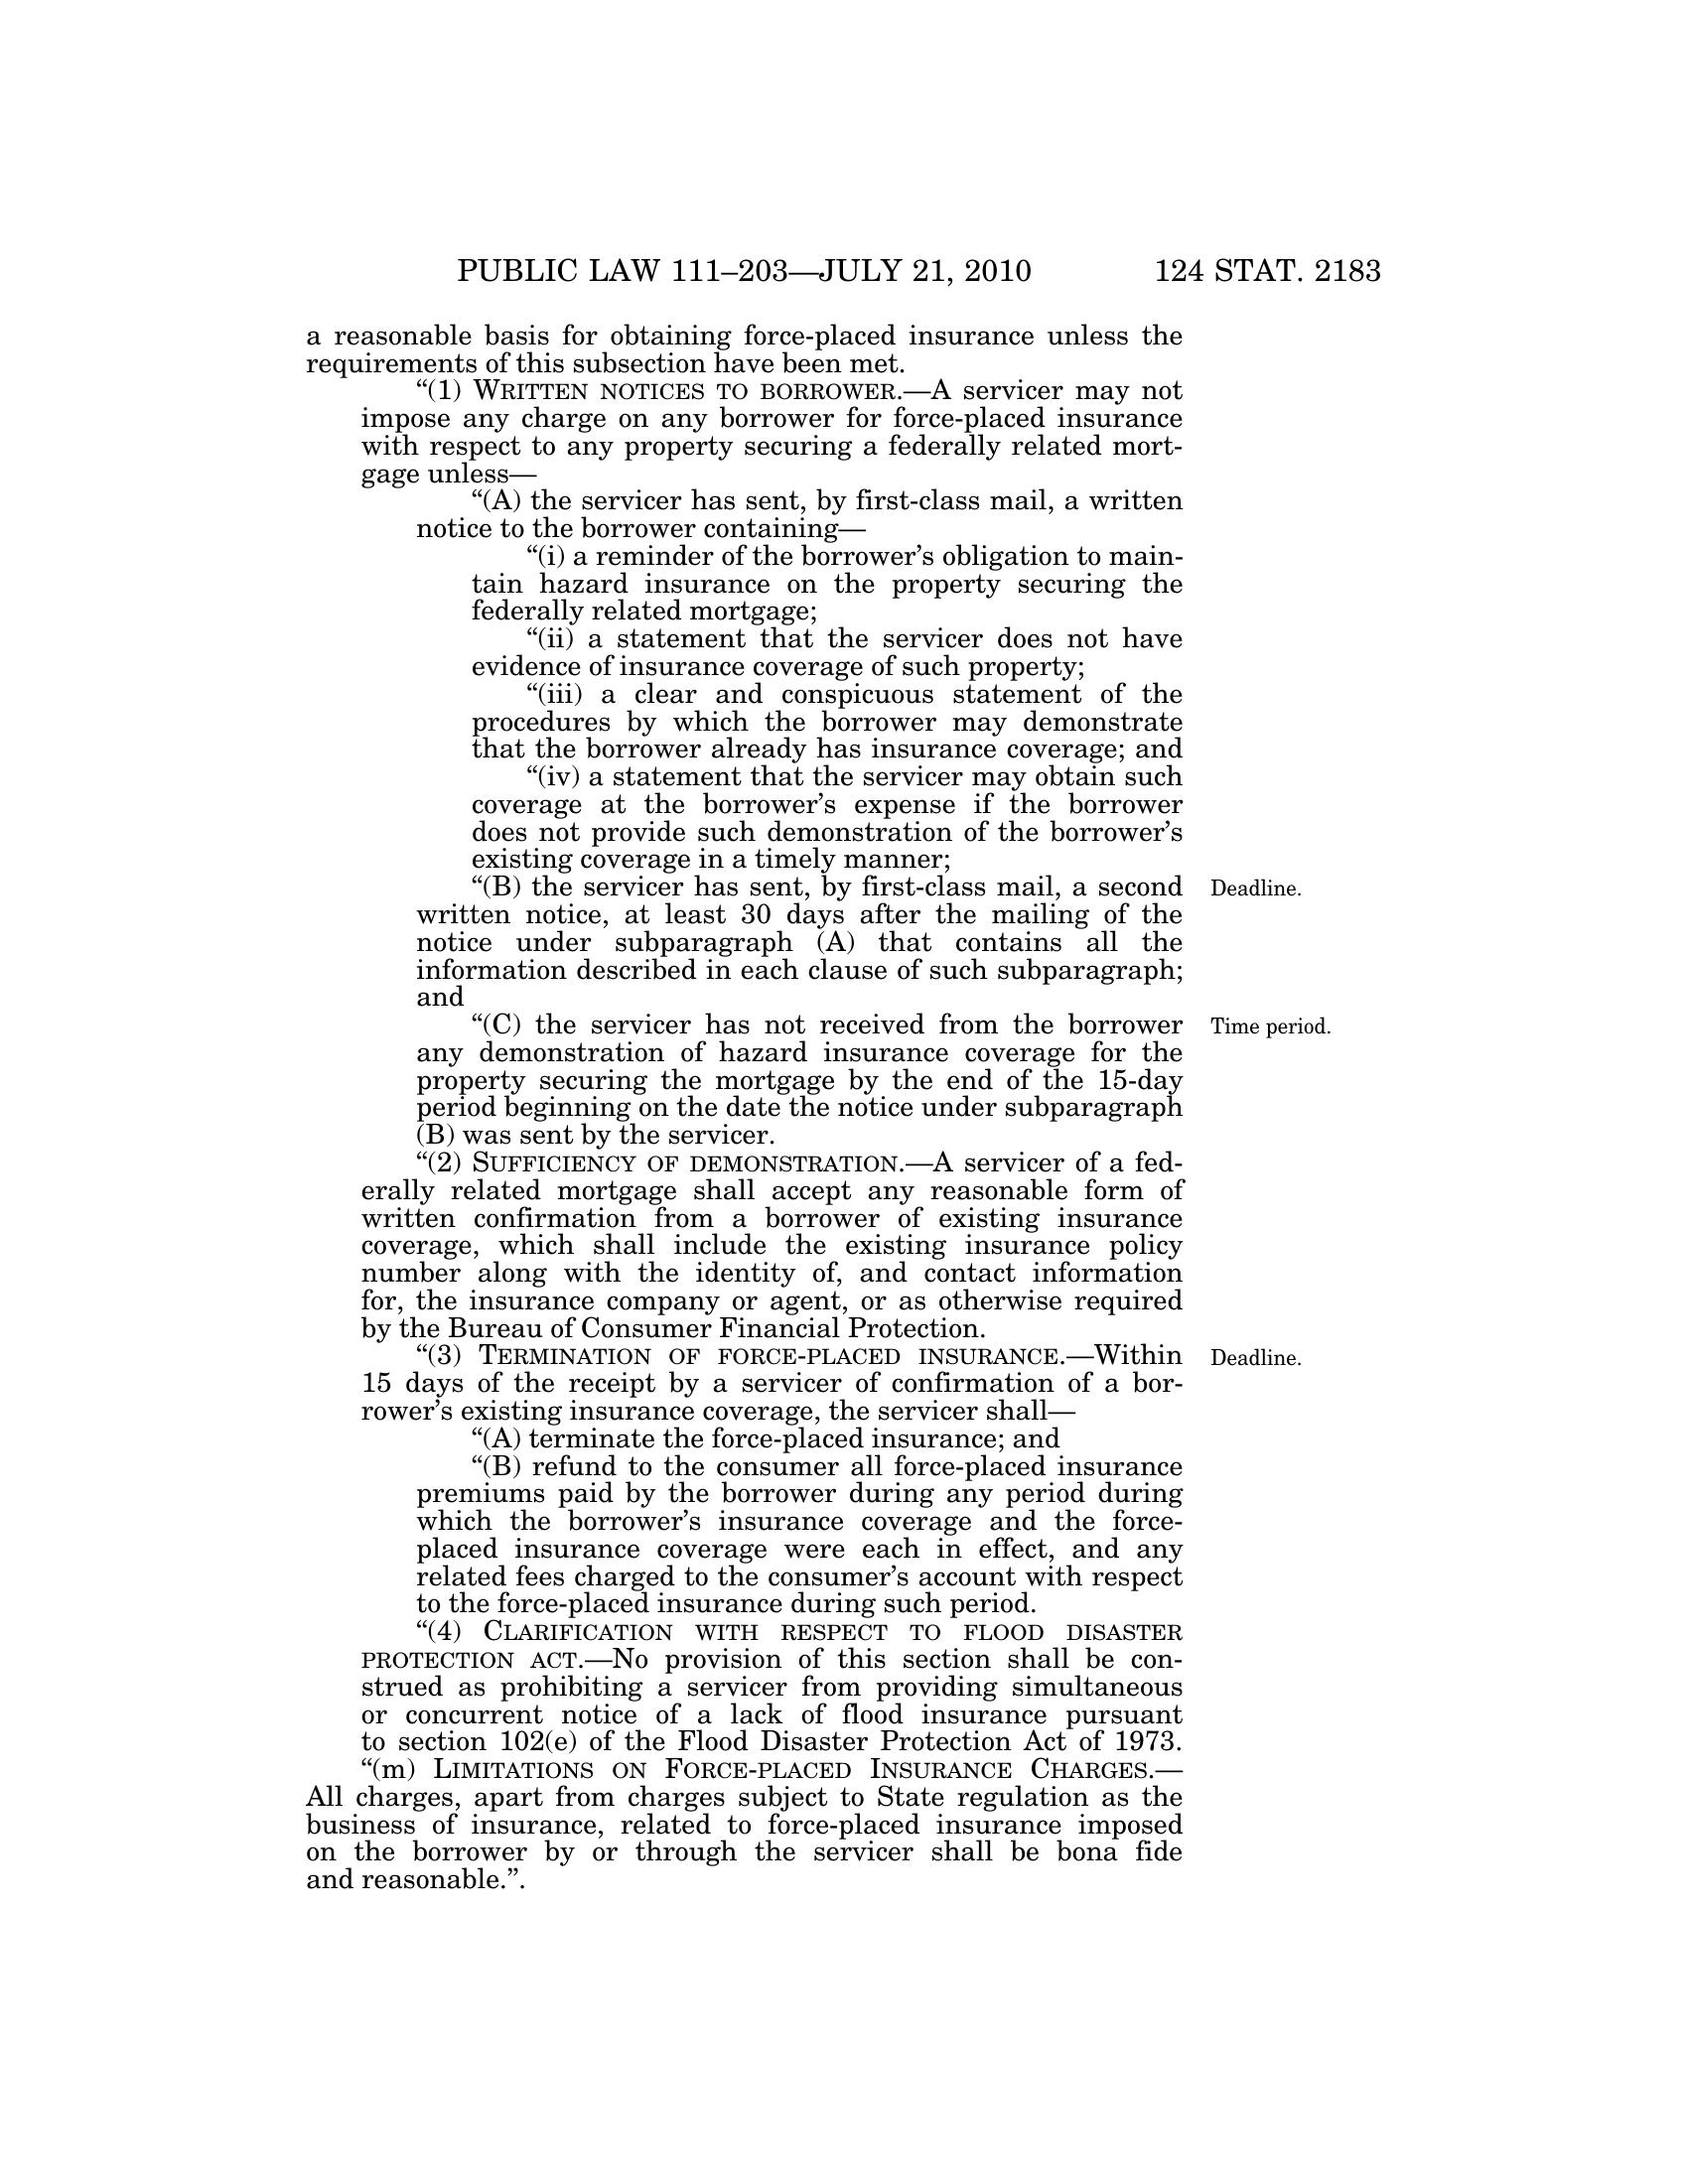 PUBLIC LAW 111–203—JULY 21, 2010 124 STAT. 2183
a reasonable basis for obtaining force-placed insurance unless the
requirements of this subsection have been met.
“(1) WRITTEN NOTICES TO BORROWER.—A servicer may not
impose any charge on any borrower for force-placed insurance
with respect to any property securing a federally related mort-
gage unless—
“(A) the servicer has sent, by first-class mail, a written
notice to the borrower containing—
“(i) a reminder of the borrower’s obligation to main-
tain hazard insurance on the property securing the
federally related mortgage;
“(ii) a statement that the servicer does not have
evidence of insurance coverage of such property;
“(iii) a clear and conspicuous statement of the
procedures by which the borrower may demonstrate
that the borrower already has insurance coverage; and
“(iv) a statement that the servicer may obtain such
coverage at the borrower’s expense if the borrower
does not provide such demonstration of the borrower’s
existing coverage in a timely manner;
“(B) the servicer has sent, by first-class mail, a second Deadline.
written notice, at least 30 days after the mailing of the
notice under subparagraph (A) that contains all the
information described in each clause of such subparagraph;
and
“(C) the servicer has not received from the borrower Time period.
any demonstration of hazard insurance coverage for the
property securing the mortgage by the end of the 15-day
period beginning on the date the notice under subparagraph
(B) was sent by the servicer.
“(2) SUFFICIENCY OF DEMONSTRATION.—A servicer of a fed-
erally related mortgage shall accept any reasonable form of
written confirmation from a borrower of existing insurance
coverage, which shall include the existing insurance policy
number along with the identity of, and contact information
for, the insurance company or agent, or as otherwise required
by the Bureau of Consumer Financial Protection.
“(3) TERMINATION OF FORCE-PLACED INSURANCE.—Within Deadline.
15 days of the receipt by a servicer of confirmation of a bor-
rower’s existing insurance coverage, the servicer shall—
“(A) terminate the force-placed insurance; and
“(B) refund to the consumer all force-placed insurance
premiums paid by the borrower during any period during
which the borrower’s insurance coverage and the force-
placed insurance coverage were each in effect, and any
related fees charged to the consumer’s account with respect
to the force-placed insurance during such period.
“(4) CLARIFICATION WITH RESPECT TO FLOOD DISASTER
PROTECTION ACT.—No provision of this section shall be con-
strued as prohibiting a servicer from providing simultaneous
or concurrent notice of a lack of flood insurance pursuant
to section 102(e) of the Flood Disaster Protection Act of 1973.
“(m) LIMITATIONS ON FORCE-PLACED INSURANCE CHARGES.—
All charges, apart from charges subject to State regulation as the
business of insurance, related to force-placed insurance imposed
on the borrower by or through the servicer shall be bona fide
and reasonable.”.